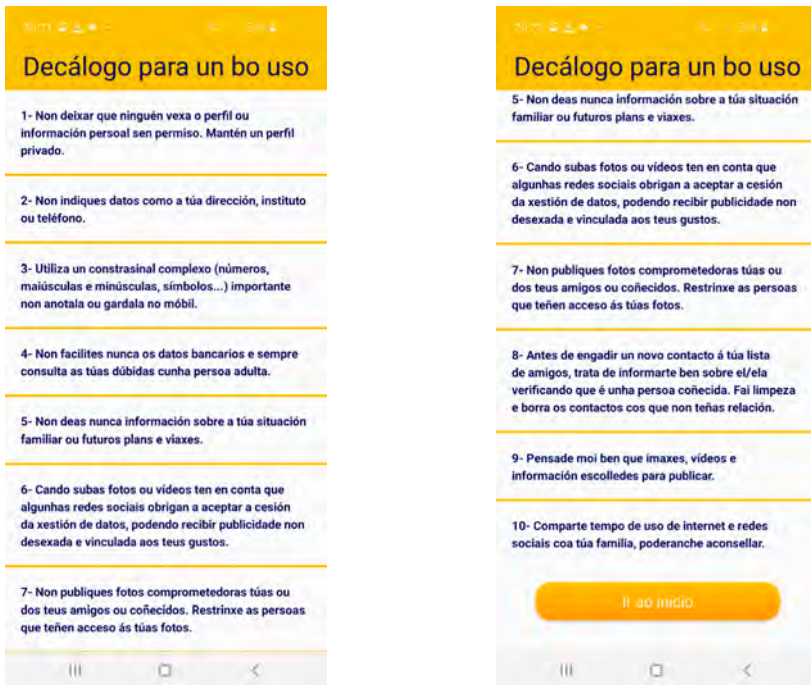 Decálogo para un bo uso
1- Non deixar que ninguén vexa o perfil ou
información persoal sen permiso. Mantén un perfil
privado.
2- Non indiques datos como a túa dirección, instituto
ou teléfono.
3- Utiliza un constrasinal complexo (números,
maiúsculas e minúsculas, símbolos...) importante
non anotala ou gardala no móbil.
4- Non facilites nunca os datos bancarios e sempre
consulta as túas dúbidas cunha persoa adulta.
5- Non deas nunca información sobre a túa situación
familiar ou futuros plans e viaxes.
6- Cando subas fotos ou vídeos ten en conta que
algunhas redes sociais obrigan a aceptar a cesión
da xestión de datos, podendo recibir publicidade non
desexada e vinculada aos teus gustos.
7- Non publiques fotos comprometedoras túas ou
dos teus amigos ou coñecidos. Restrinxe as persoas
que teñen acceso ás túas fotos.
Decálogo para un bo uso
5- Non deas nunca información sobre a túa situación
familiar ou futuros plans e viaxes.
6- Cando subas fotos ou vídeos ten en conta que
algunhas redes sociais obrigan a aceptar a cesión
da xestión de datos, podendo recibir publicidade non
desexada e vinculada aos teus gustos.
7- Non publiques fotos comprometedoras túas ou
dos teus amigos ou coñecidos. Restrinxe as persoas
que teñen acceso ás túas fotos.
8- Antes de engadir un novo contacto á túa lista
de amigos, trata de informarte ben sobre el/ela
verificando que é unha persoa coñecida. Fai limpeza
e borra os contactos cos que non teñas relación.
9- Pensade moi ben que imaxes, vídeos e
información escolledes para publicar.
10- Comparte tempo de uso de internet e redes
sociais coa túa familia, poderanche aconsellar.
Ir ao inicio